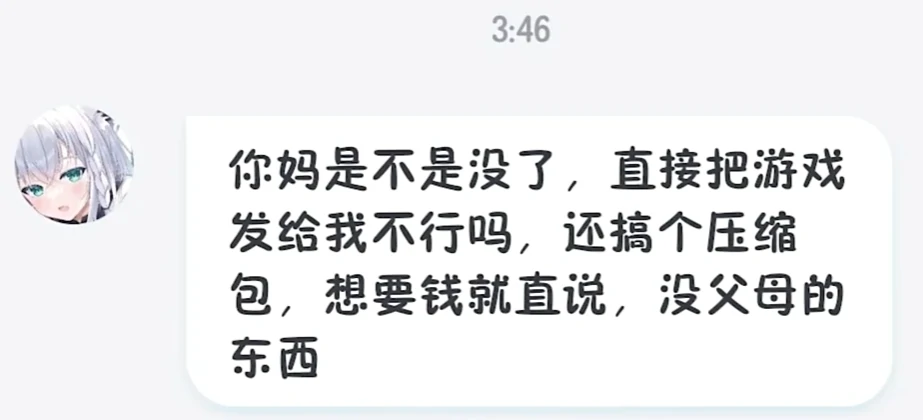 3:46
你妈是不是没了，直接把游戏
发给我不行吗，还搞个压缩
包，想要钱就直说，没父母的
东西